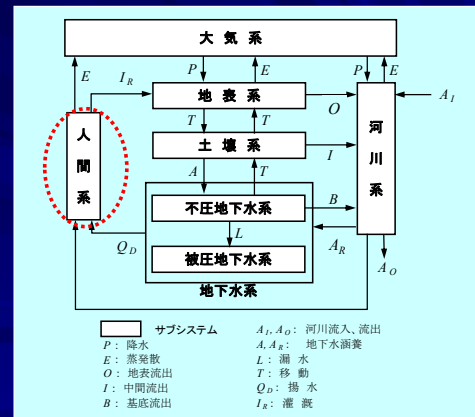 大 気 系
E
I_R
P
E
P
E
地 表 系
O
A_I
人間系
T
T
河川系
土 壌 系
I
A
T
不圧地下水系
B
L
Q_D
A_R
被圧地下水系
A_O
地下水系
サブシステム
P : 降水
E : 蒸発散
O : 地表流出
I : 中間流出
B : 基底流出
A_I, A_O : 河川流入、流出
A, A_R : 地下水涵養
L : 漏 水
T : 移 動
Q_D : 揚 水
I_R : 灌 漑